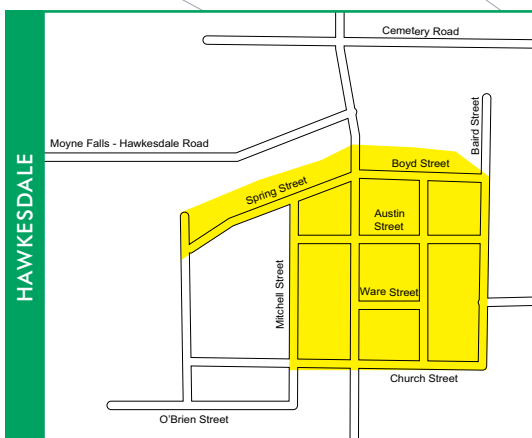 HAWKESDALE
Cemetery Road
Baird Street
Moyne Falls - Hawkesdale Road
Boyd Street
Spring Street
Austin
Street
Mitchell Street
Ware Street
Church Street
O'Brien Street